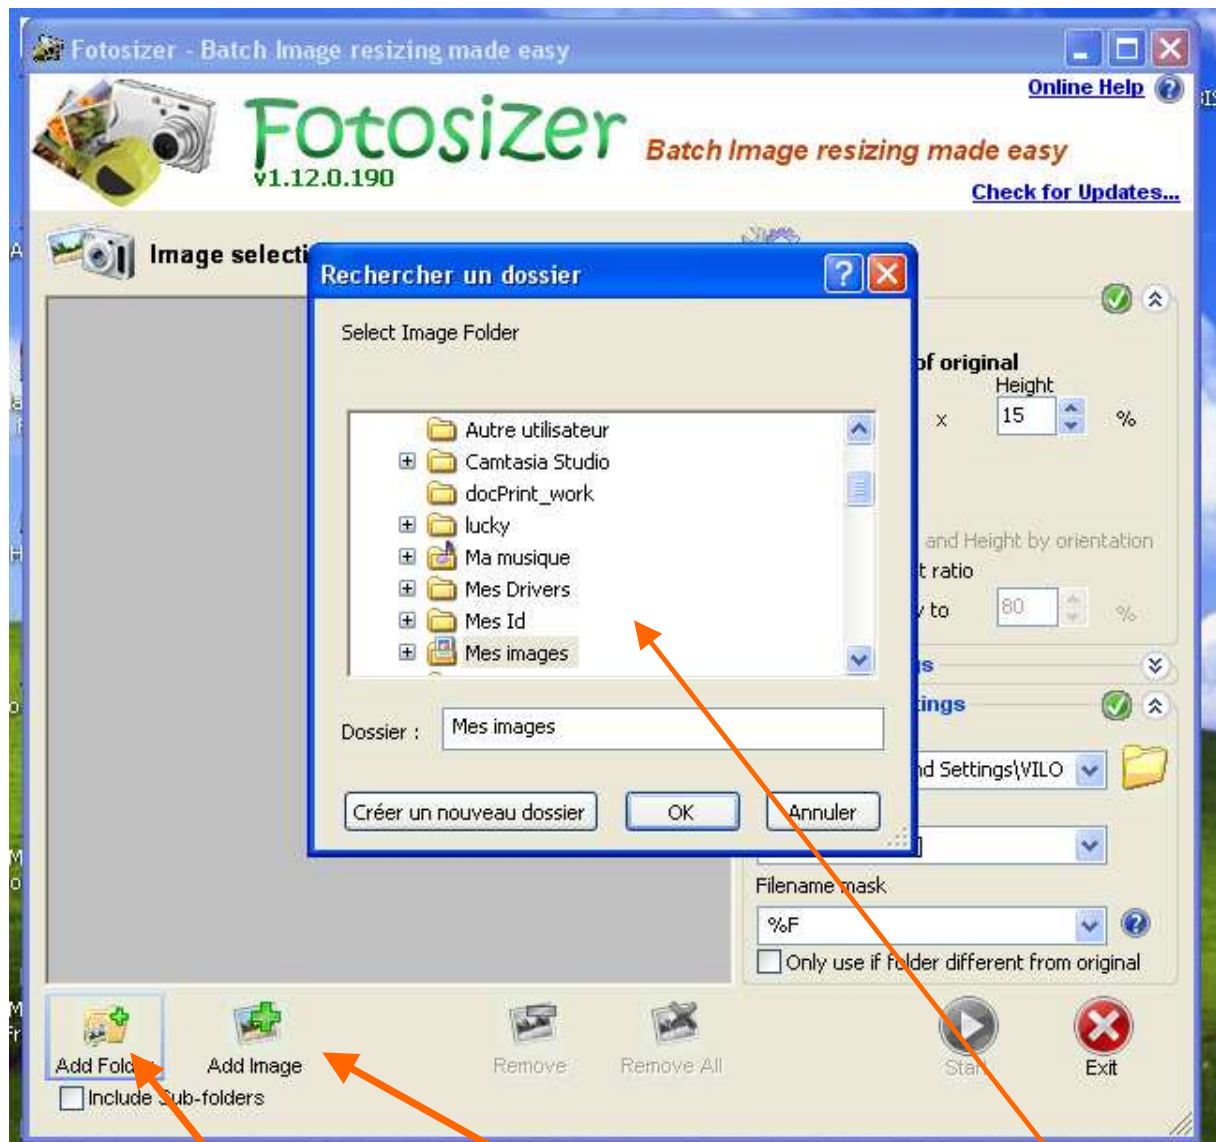 Fotosizer - Batch Image resizing made easy
Online Help
Fotosizer
Batch Image resizing made easy
v1.12.0.190
Check for Updates...
Image selecti
Rechercher un dossier
Select Image Folder
of original
Height
x 15 %
Autre utilisateur
Camtasia Studio
docPrint_work
lucky
Ma musique
Mes Drivers
Mes Id
Mes images
and Height by orientation
t ratio
y to 80 %
s
tings
Dossier : Mes images
nd Settings\VILO
Créer un nouveau dossier OK Annuler
Filename mask
%F
Only use if folder different from original
Add Folder Add Image Remove Remove All Start Exit
Include Sub-folders